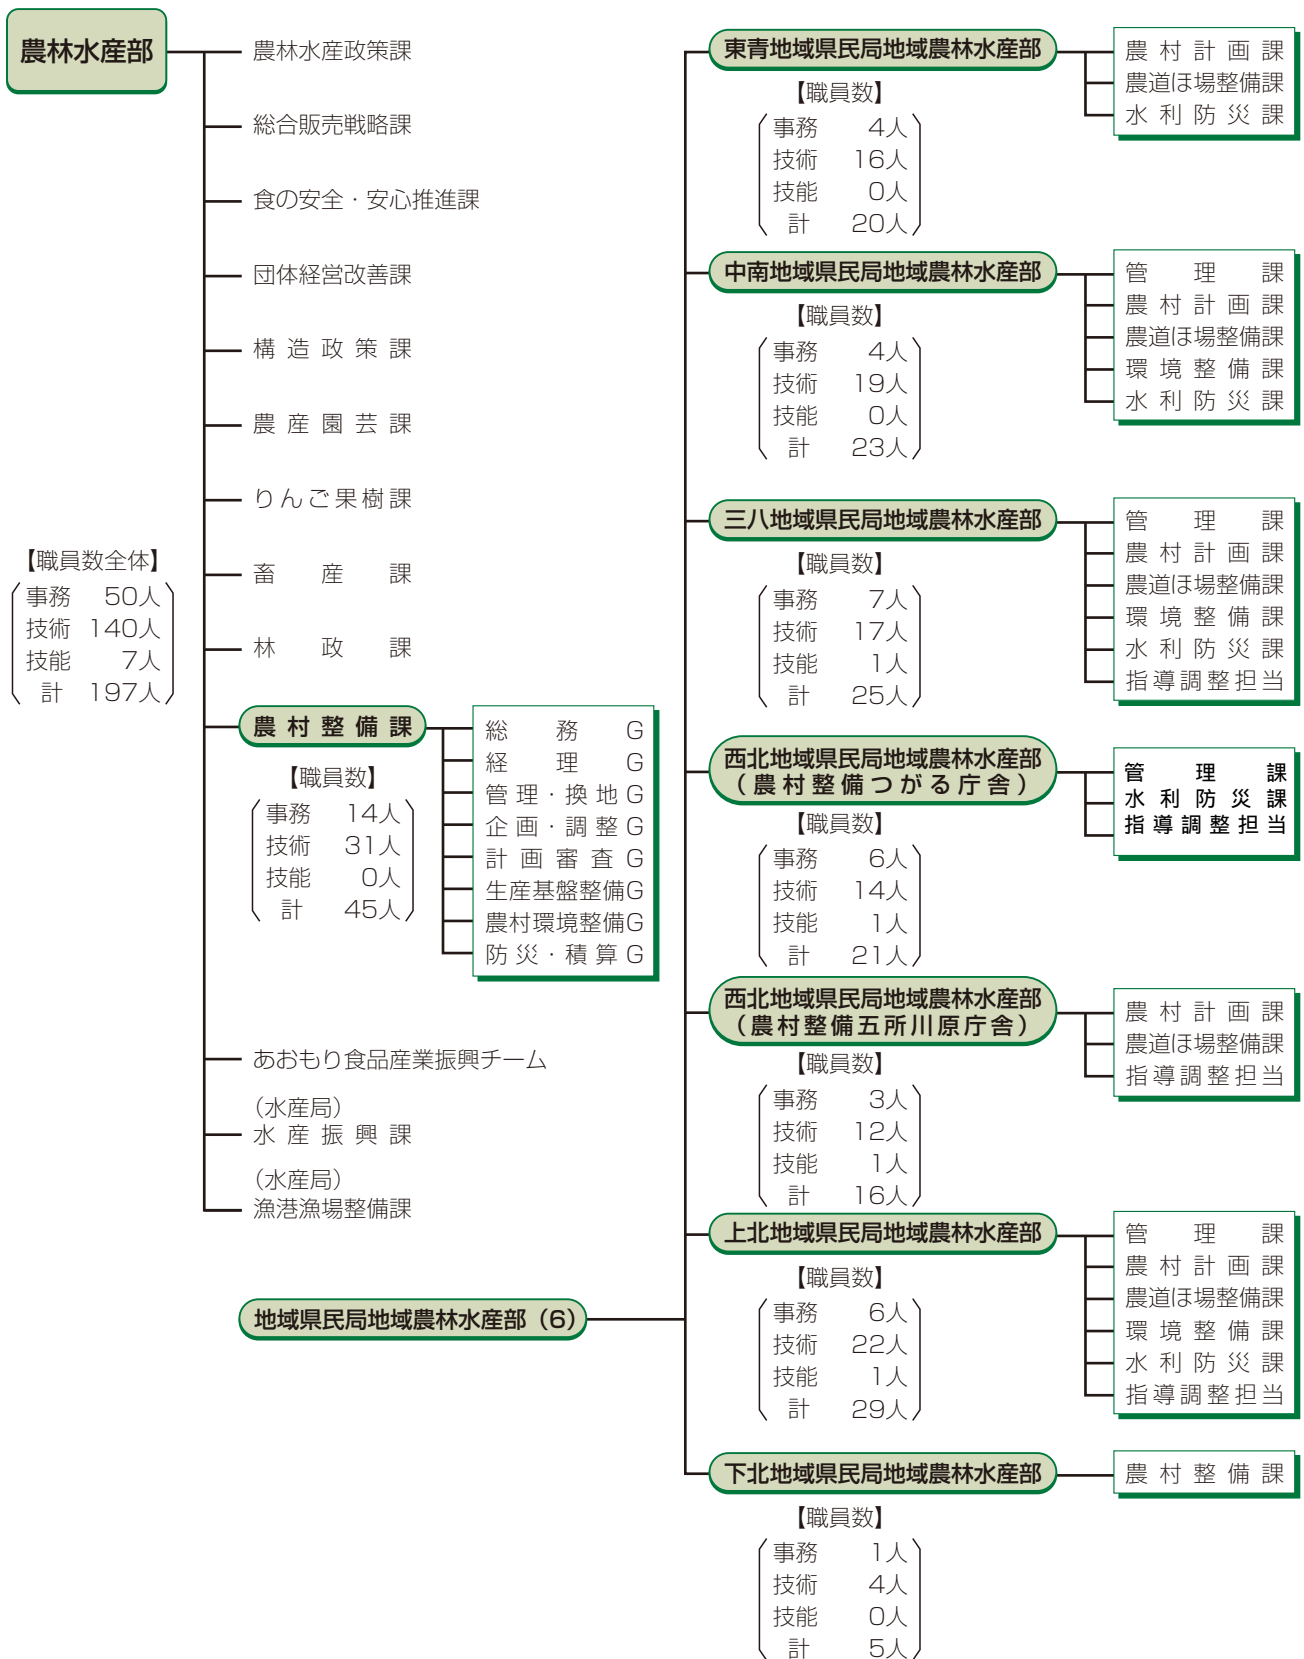 農林水産部
農林水産政策課
総合販売戦略課
食の安全・安心推進課
団体経営改善課
構造政策課
農産園芸課
りんご果樹課
畜産課
林政課
【職員数全体】
事務 50人
技術 140人
技能 7人
計 197人
農村整備課
【職員数】
事務 14人
技術 31人
技能 0人
計 45人
総務G
経理G
管理・換地G
企画・調整G
計画審査G
生産基盤整備G
農村環境整備G
防災・積算G
あおもり食品産業振興チーム
（水産局）
水産振興課
（水産局）
漁港漁場整備課
地域県民局地域農林水産部（6）
東青地域県民局地域農林水産部
【職員数】
事務 4人
技術 16人
技能 0人
計 20人
農村計画課
農道ほ場整備課
水利防災課
中南地域県民局地域農林水産部
【職員数】
事務 4人
技術 19人
技能 0人
計 23人
管理課
農村計画課
農道ほ場整備課
環境整備課
水利防災課
三八地域県民局地域農林水産部
【職員数】
事務 7人
技術 17人
技能 1人
計 25人
管理課
農村計画課
農道ほ場整備課
環境整備課
水利防災課
指導調整担当
西北地域県民局地域農林水産部
（農村整備つがる庁舎）
【職員数】
事務 6人
技術 14人
技能 1人
計 21人
管理課
水利防災課
指導調整担当
西北地域県民局地域農林水産部
（農村整備五所川原庁舎）
【職員数】
事務 3人
技術 12人
技能 1人
計 16人
農村計画課
農道ほ場整備課
指導調整担当
上北地域県民局地域農林水産部
【職員数】
事務 6人
技術 22人
技能 1人
計 29人
管理課
農村計画課
農道ほ場整備課
環境整備課
水利防災課
指導調整担当
下北地域県民局地域農林水産部
【職員数】
事務 1人
技術 4人
技能 0人
計 5人
農村整備課